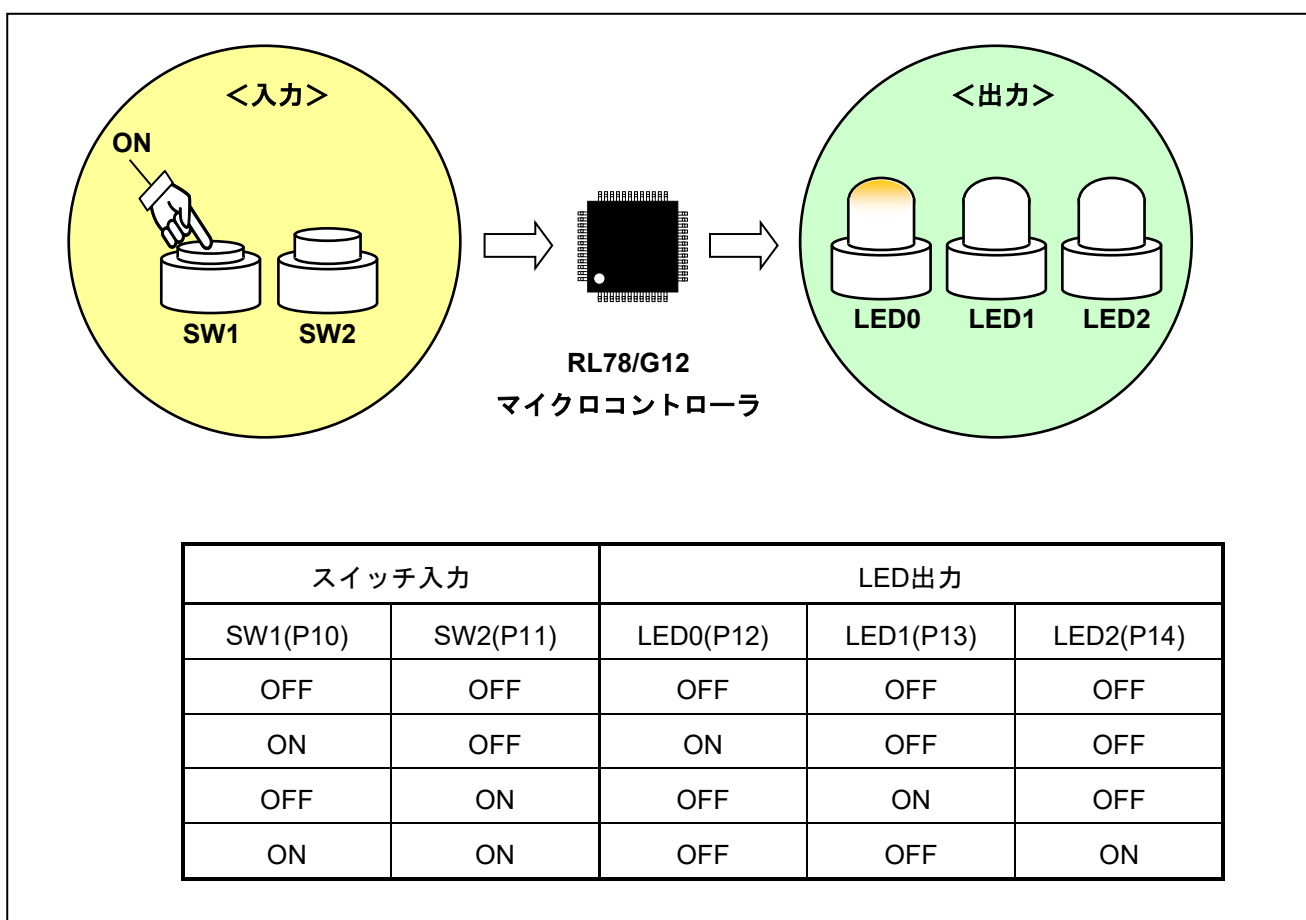 ＜入力＞
＜出力＞
ON
SW1 SW2
LED0 LED1 LED2
RL78/G12
マイクロコントローラ
スイッチ入力 LED出力
SW1(P10) SW2(P11) LED0(P12) LED1(P13) LED2(P14)
OFF OFF OFF OFF OFF
ON OFF ON OFF OFF
OFF ON OFF ON OFF
ON ON OFF OFF ON